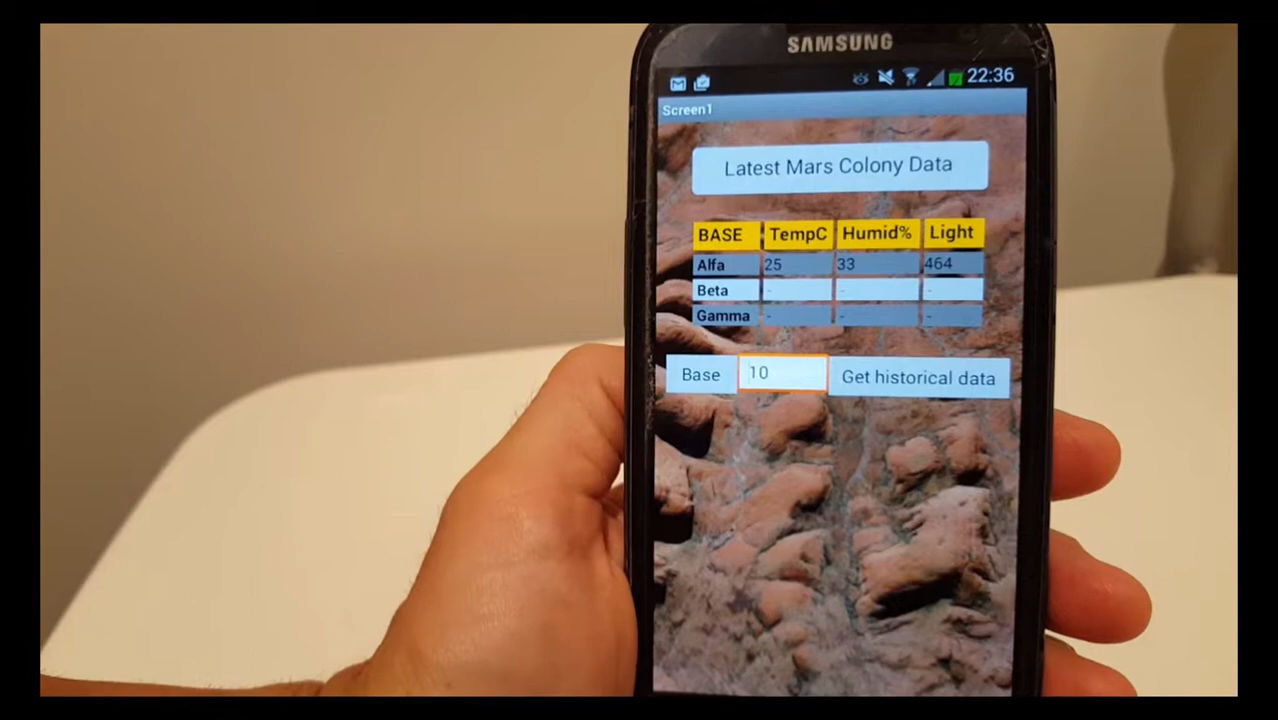 SAMSUNG
22:36
Screen1
Latest Mars Colony Data
BASE TempC Humid% Light
Alfa 25 33 464
Beta - - -
Gamma - - -
Base 10 Get historical data